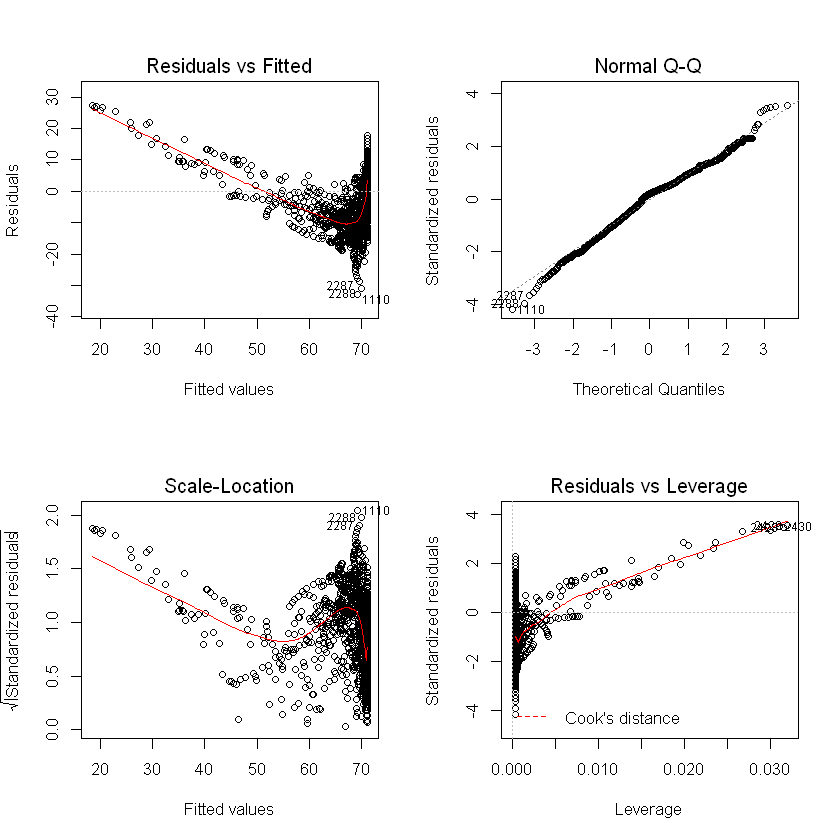 Residuals vs Fitted
Residuals
30
20
10
0
-20
-40
2287
2288
1110
20 30 40 50 60 70
Fitted values
Normal Q-Q
Standardized residuals
4
2
0
-2
-4
2287
2288
1110
-3 -2 -1 0 1 2 3
Theoretical Quantiles
Scale-Location
√|Standardized residuals|
2.0
1.5
1.0
0.5
0.0
2288
1110
2287
20 30 40 50 60 70
Fitted values
Residuals vs Leverage
Standardized residuals
4
2
0
-2
-4
2430
Cook's distance
0.000 0.010 0.020 0.030
Leverage